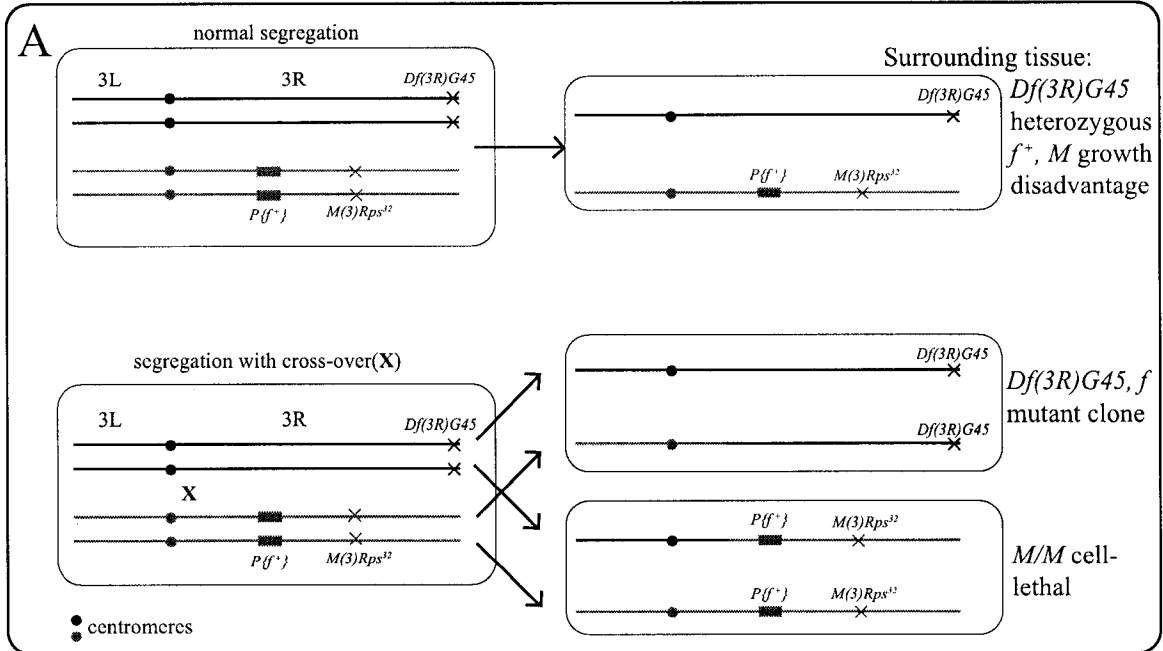 A
normal segregation
3L
3R
Df(3R)G45
P{f+}
M(3)Rps32
Df(3R)G45
P{f+}
M(3)Rps32
Surrounding tissue:
Df(3R)G45
heterozygous
f+, M growth
disadvantage
segregation with cross-over(X)
3L
3R
Df(3R)G45
X
P{f+}
M(3)Rps32
centromeres
Df(3R)G45
Df(3R)G45
Df(3R)G45, f
mutant clone
P{f+}
M(3)Rps32
P{f+}
M(3)Rps32
M/M cell-
lethal